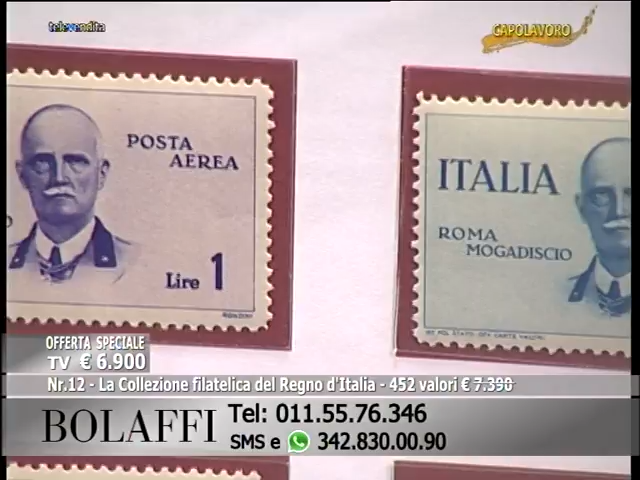 televendita
CAPOLAVORO
POSTA
AEREA
Lire 1
ITALIA
ROMA
MOGADISCIO
OFFERTA SPECIALE
TV € 6.900
Nr.12 - La Collezione filatelica del Regno d'Italia - 452 valori € 7.390
BOLAFFI
Tel: 011.55.76.346
SMS e 342.830.00.90